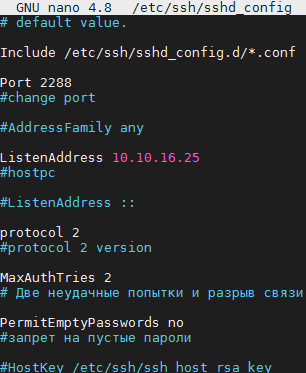 GNU nano 4.8 /etc/ssh/sshd_config
# default value.
Include /etc/ssh/sshd_config.d/*.conf
Port 2288
#change port
#AddressFamily any
ListenAddress 10.10.16.25
#hostpc
#ListenAddress ::
protocol 2
#protocol 2 version
MaxAuthTries 2
# Две неудачные попытки и разрыв связи
PermitEmptyPasswords no
#запрет на пустые пароли
#HostKey /etc/ssh/ssh_host_rsa_key